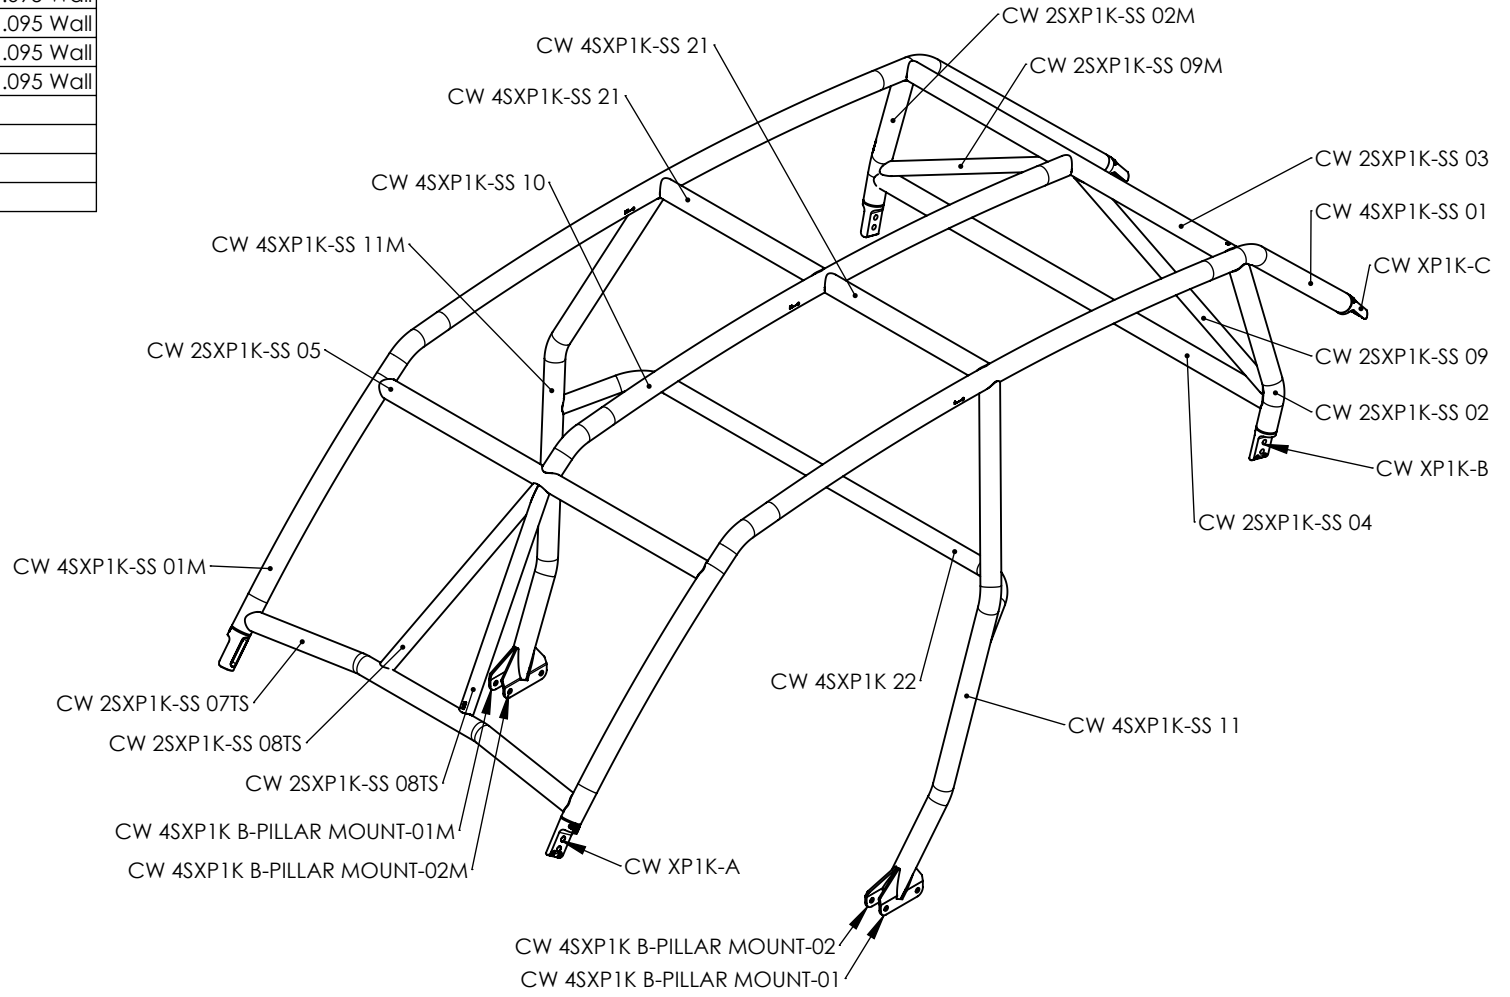 .095 Wall
.095 Wall
.095 Wall
.095 Wall
CW 2SXP1K-SS 02M
CW 4SXP1K-SS 21
CW 2SXP1K-SS 09M
CW 4SXP1K-SS 21
CW 2SXP1K-SS 03
CW 4SXP1K-SS 10
CW 4SXP1K-SS 01
CW 4SXP1K-SS 11M
CW XP1K-C
CW 2SXP1K-SS 05
CW 2SXP1K-SS 09
CW 2SXP1K-SS 02
CW XP1K-B
CW 2SXP1K-SS 04
CW 4SXP1K-SS 01M
CW 4SXP1K 22
CW 2SXP1K-SS 07TS
CW 4SXP1K-SS 11
CW 2SXP1K-SS 08TS
CW 2SXP1K-SS 08TS
CW 4SXP1K B-PILLAR MOUNT-01M
CW XP1K-A
CW 4SXP1K B-PILLAR MOUNT-02M
CW 4SXP1K B-PILLAR MOUNT-02
CW 4SXP1K B-PILLAR MOUNT-01